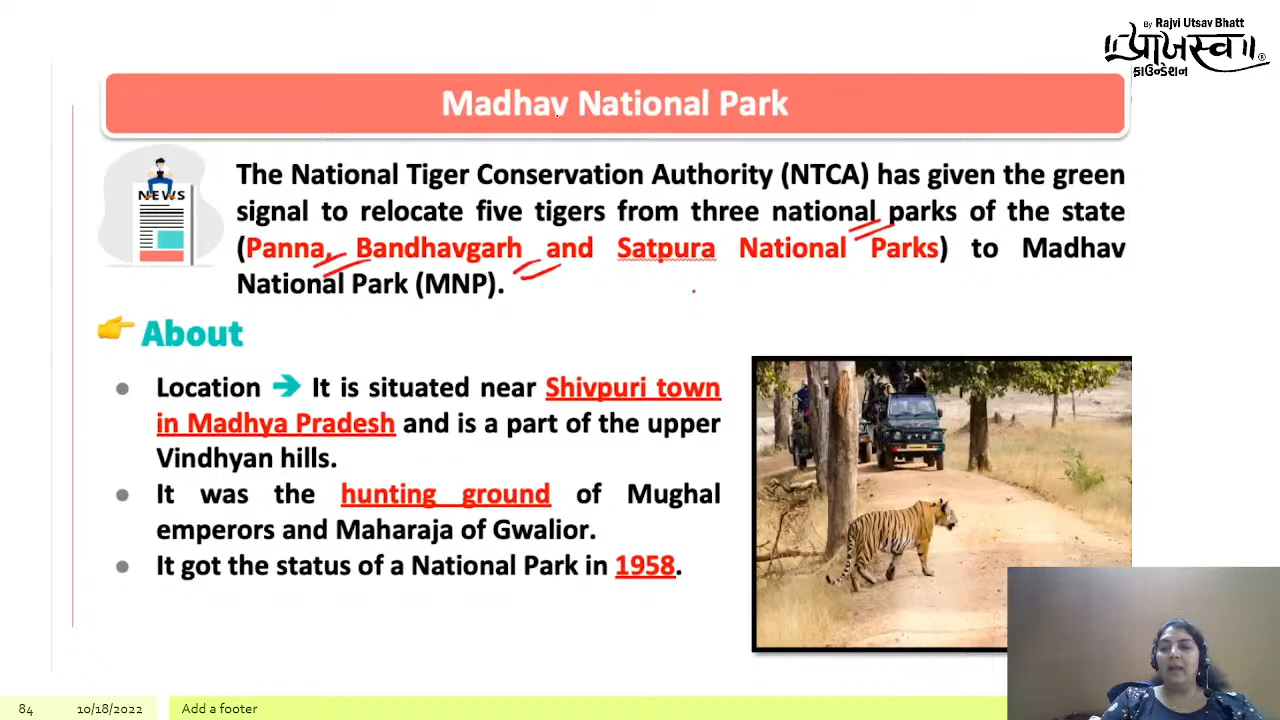 By Rajvi Utsav Bhatt
॥प्राजस्व॥
ફાઉન્ડેશન
Madhav National Park
NEWS
The National Tiger Conservation Authority (NTCA) has given the green
signal to relocate five tigers from three national parks of the state
(Panna, Bandhavgarh and Satpura National Parks) to Madhav
National Park (MNP).
About
Location ➔ It is situated near Shivpuri town
in Madhya Pradesh and is a part of the upper
Vindhyan hills.
● It was the hunting ground of Mughal
emperors and Maharaja of Gwalior.
● It got the status of a National Park in 1958.
84 10/18/2022 Add a footer